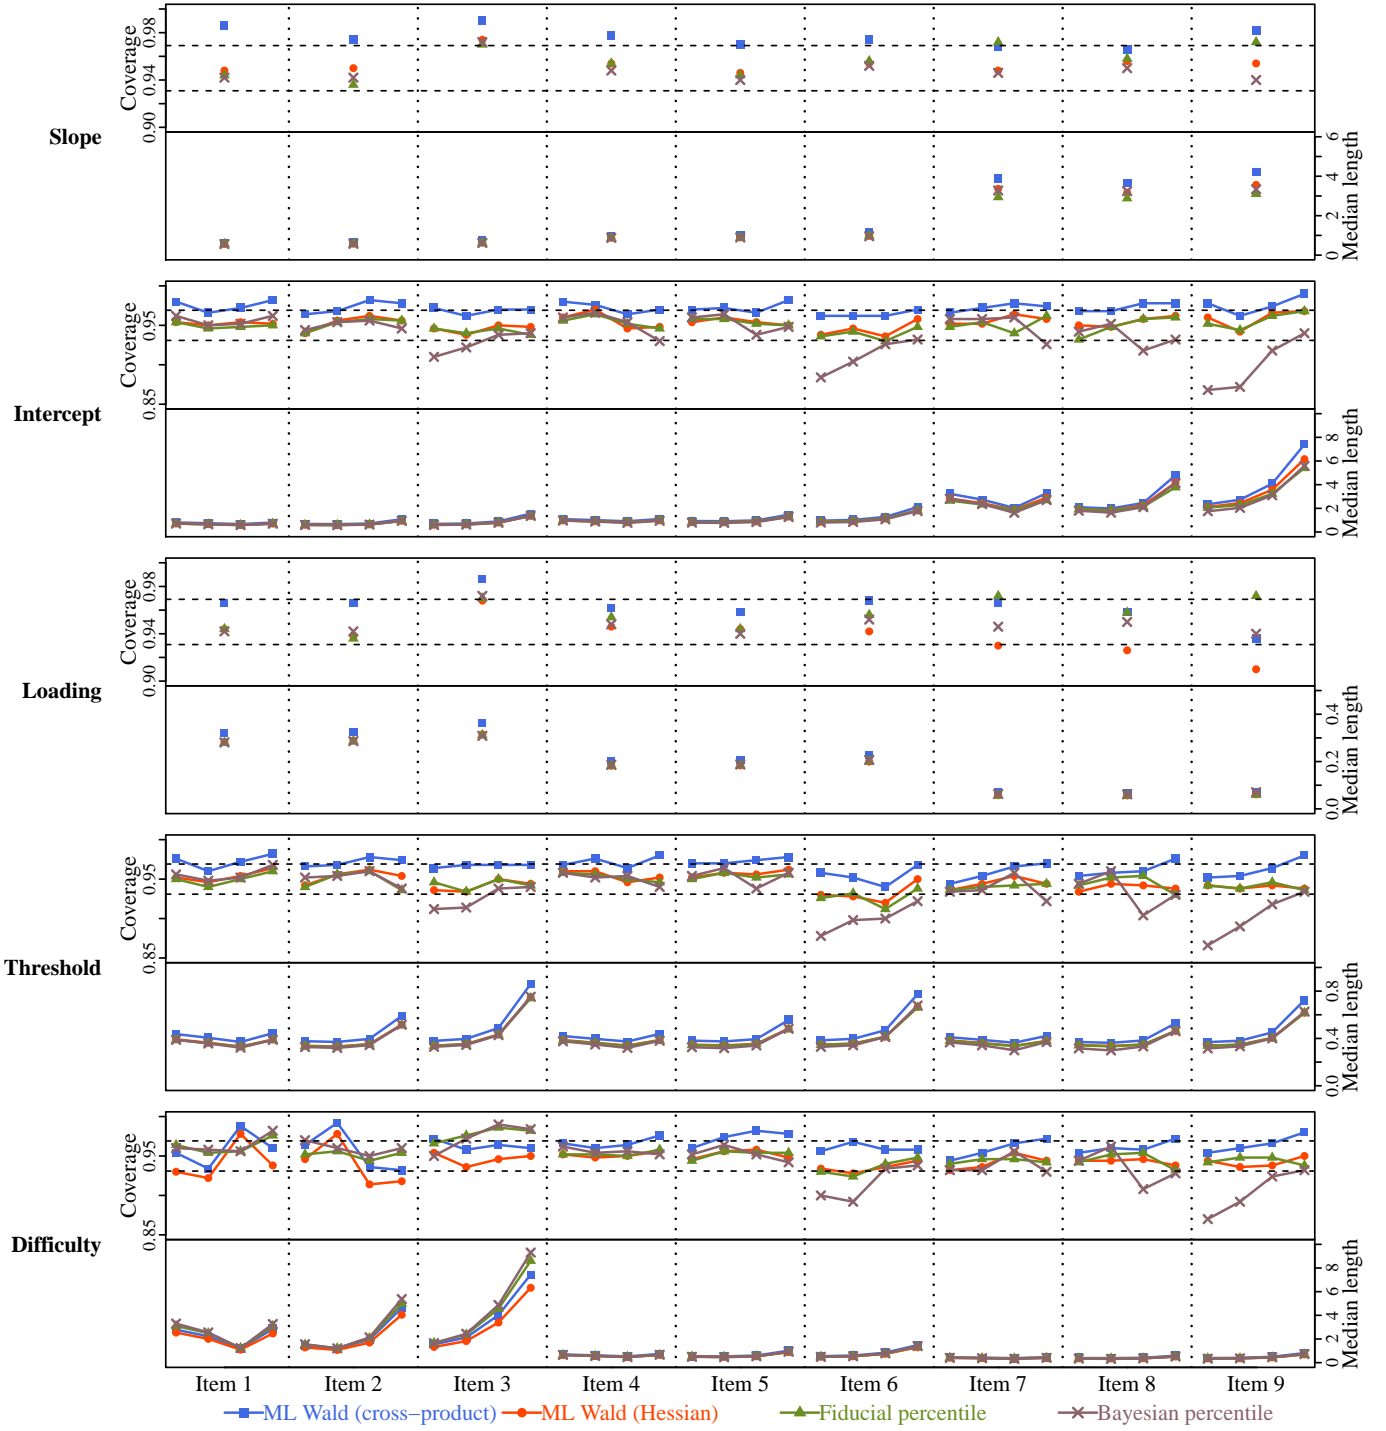 Slope
Coverage
0.90 0.94 0.98
Median length
0 2 4 6
Intercept
Coverage
0.85 0.95
Median length
0 2 4 6 8
Loading
Coverage
0.90 0.94 0.98
Median length
0.0 0.2 0.4
Threshold
Coverage
0.85 0.95
Median length
0.0 0.4 0.8
Difficulty
Coverage
0.85 0.95
Median length
0 2 4 6 8
Item 1 Item 2 Item 3 Item 4 Item 5 Item 6 Item 7 Item 8 Item 9
ML Wald (cross−product) ML Wald (Hessian) Fiducial percentile Bayesian percentile